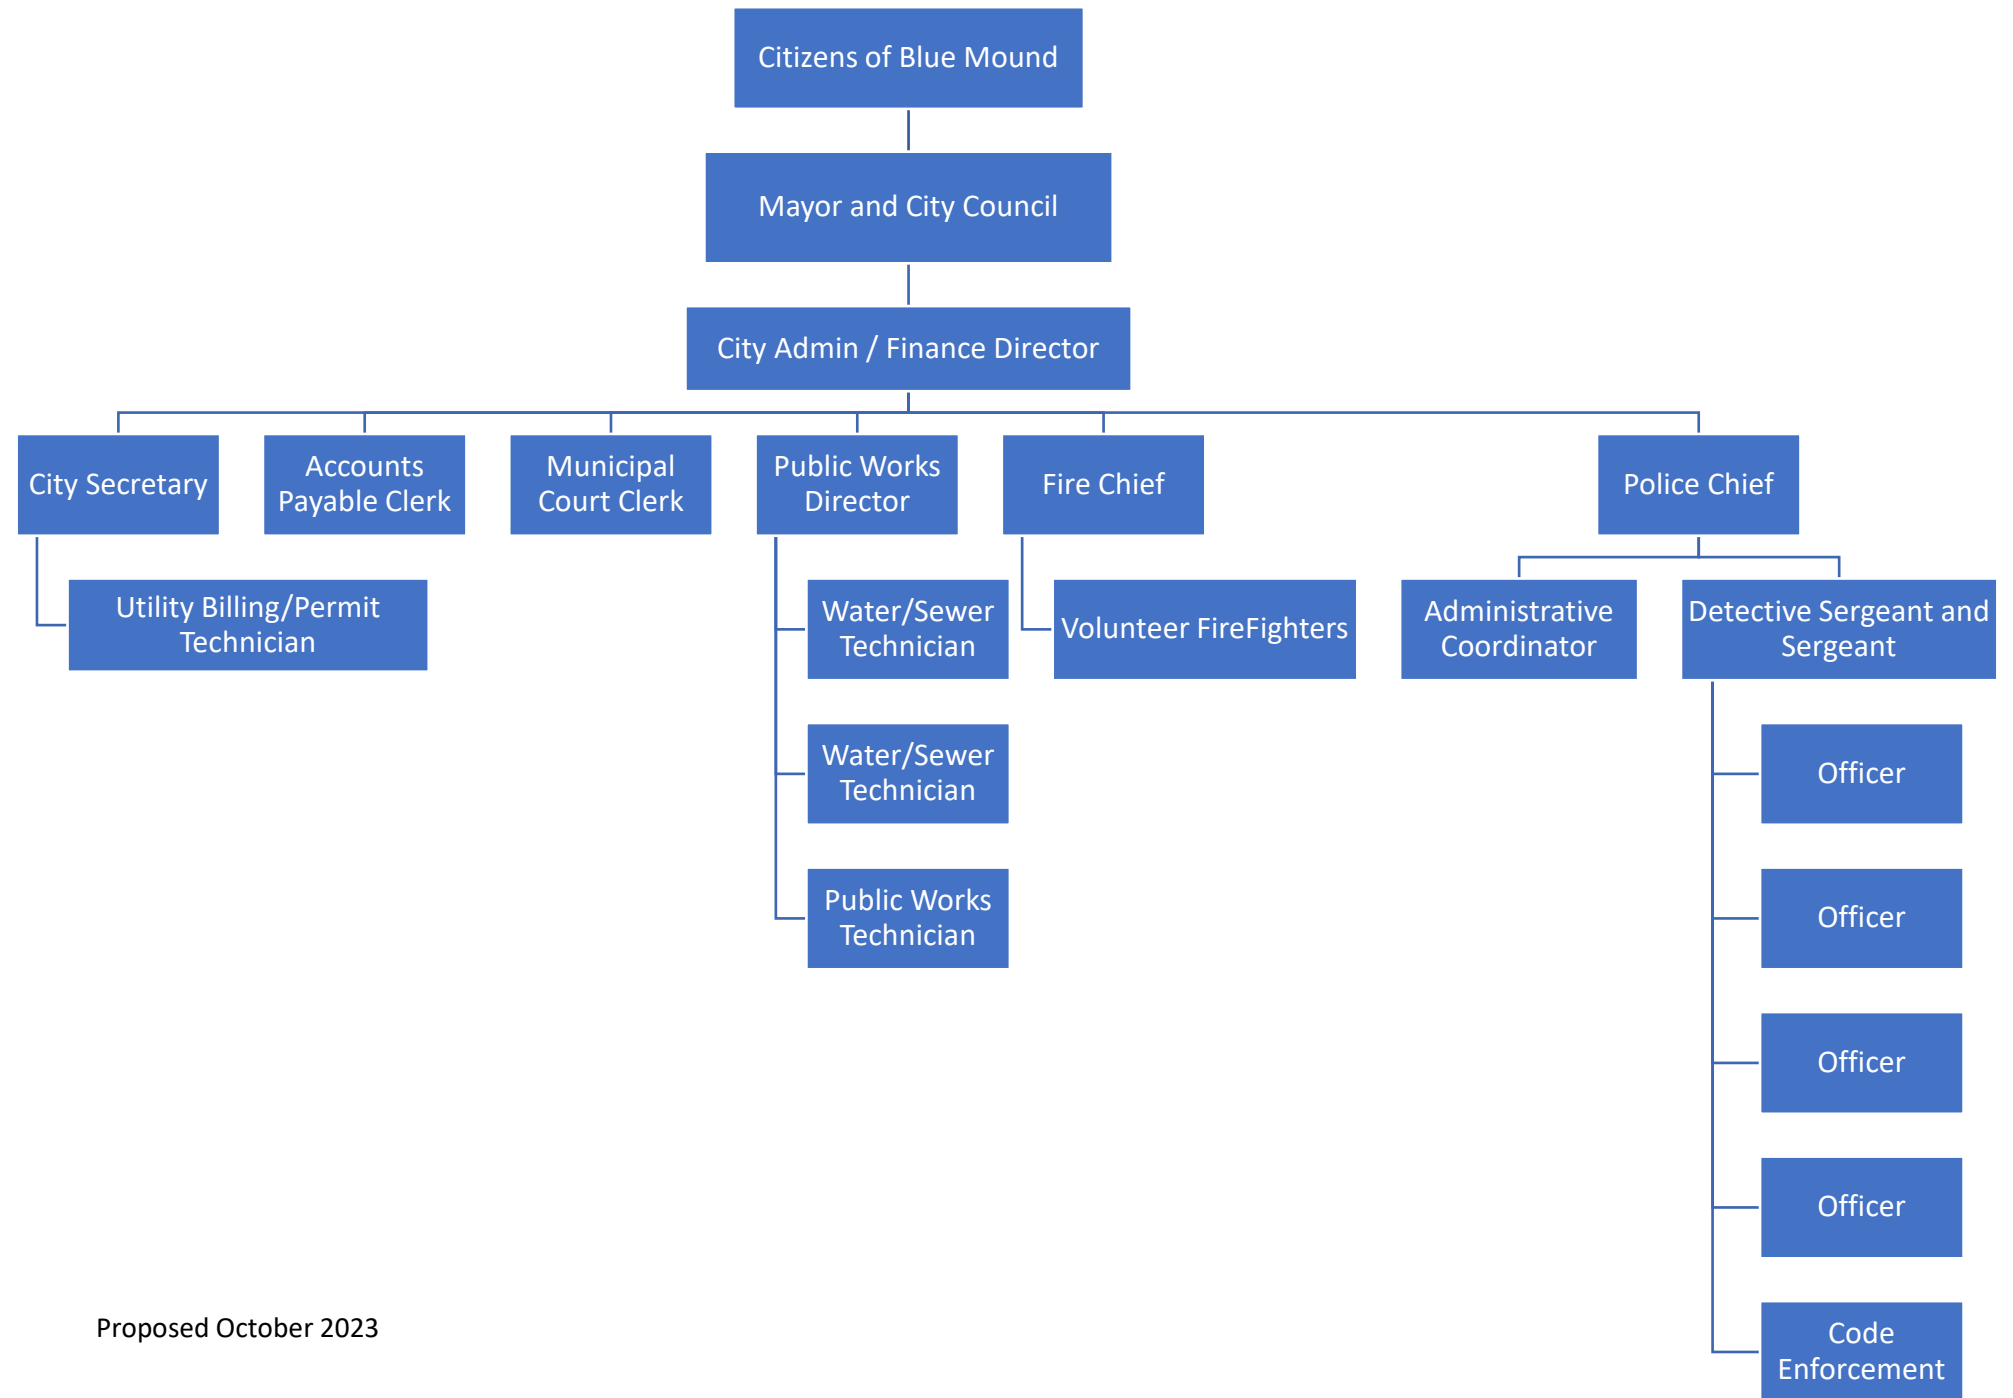 Citizens of Blue Mound
Mayor and City Council
City Admin / Finance Director
City Secretary
Accounts
Payable Clerk
Municipal
Court Clerk
Public Works
Director
Fire Chief
Police Chief
Utility Billing/Permit
Technician
Water/Sewer
Technician
Volunteer FireFighters
Administrative
Coordinator
Detective Sergeant and
Sergeant
Water/Sewer
Technician
Officer
Public Works
Technician
Officer
Officer
Officer
Code
Enforcement
Proposed October 2023